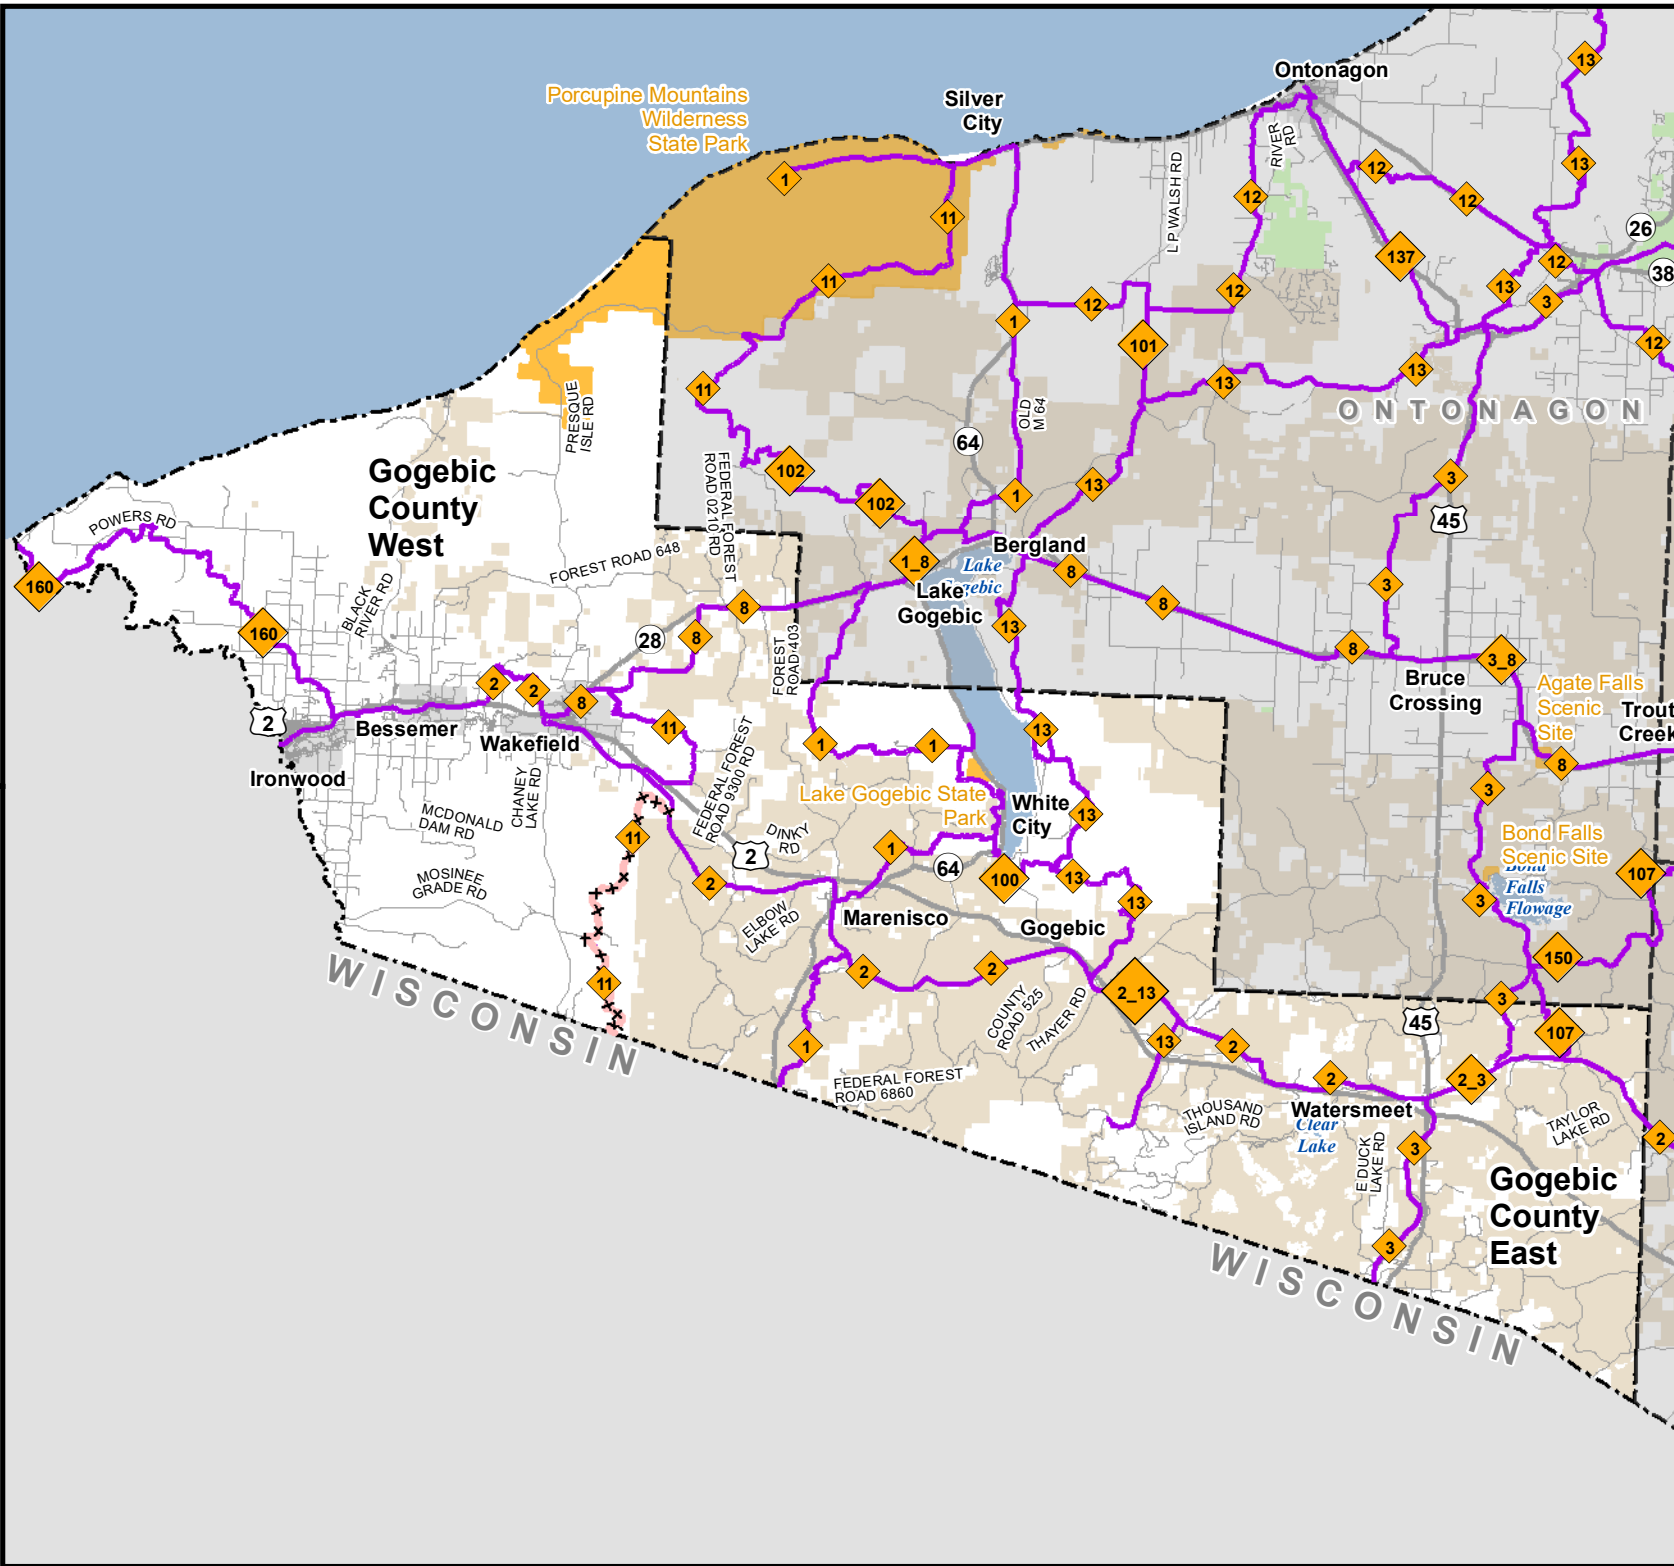 13
Ontonagon
Porcupine Mountains
Wilderness
State Park
Silver
City
RIVER
RD
L P WALSH RD
12
13
1
12
12
11
26
137
12
38
11
12
13
3
12
1
101
12
13
11
13
PRESQUE
ISLE RD
OLD
M 64
ONTONAGON
64
Gogebic
County
West
FEDERAL FOREST
ROAD 0210 RD
102
102
1
13
3
45
POWERS RD
FOREST ROAD 648
Bergland
1_8
Lake
gebic
Lake
Gogebic
8
8
3
160
BLACK
RIVER RD
8
160
28
8
13
8
3_8
FOREST
ROAD 403
Bruce
Crossing
Agate Falls
Scenic
Site
Trout
Creek
2
2
8
2
Bessemer
Wakefield
11
1
1
13
8
Ironwood
FEDERAL FOREST
ROAD 9300 RD
CHANEY
LAKE RD
MCDONALD
DAM RD
Lake Gogebic State
Park
White
City
13
3
11
DINKY
RD
2
1
64
100
13
Bond Falls
Scenic Site
Bond
Falls
Flowage
107
2
MOSINEE
GRADE RD
ELBOW
LAKE RD
Marenisco
Gogebic
13
3
WISCONSIN
11
2
2
2_13
150
COUNTY
ROAD 525
THAYER RD
3
45
107
1
13
2
2
2_3
FEDERAL FOREST
ROAD 6860
THOUSAND
ISLAND RD
Watersmeet
Clear
Lake
TAYLOR
LAKE RD
2
E DUCK
LAKE RD
3
Gogebic
County
East
3
WISCONSIN